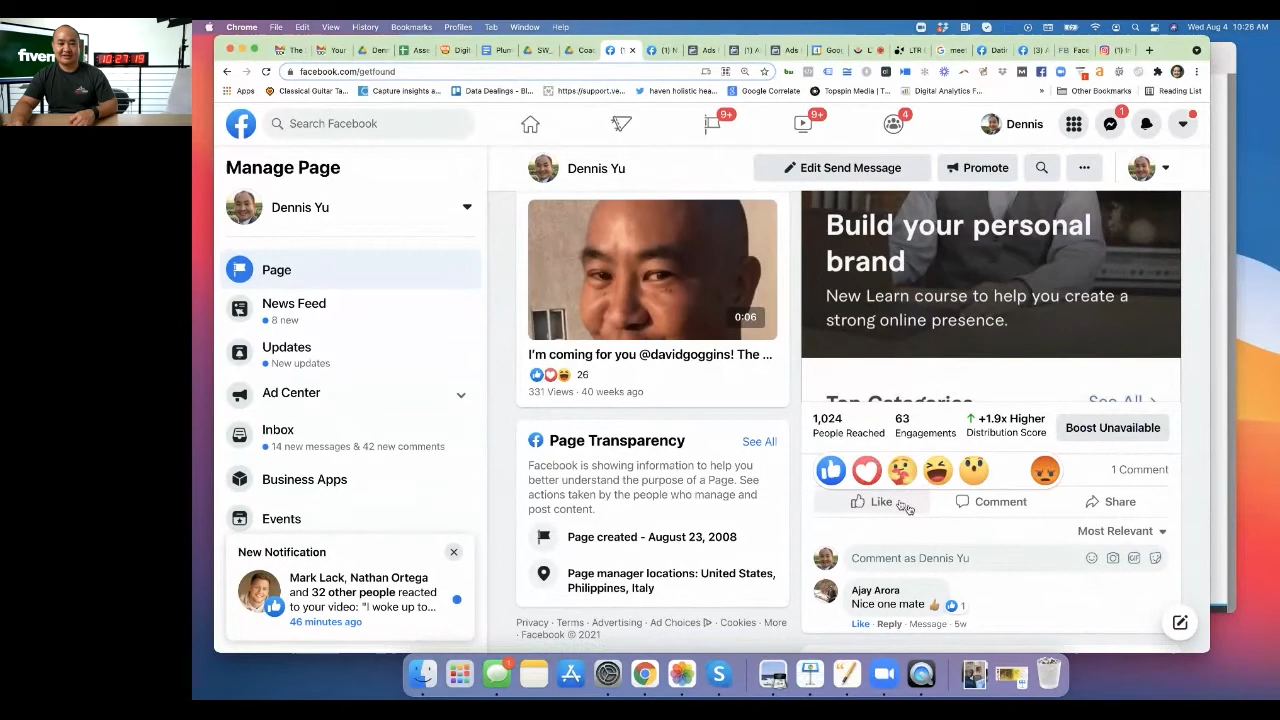 Chrome File Edit View History Bookmarks Profiles Tab Window Help
Wed Aug 4 10:26 AM
five
10:27:19
facebook.com/getfound
Apps Classical Guitar Ta... Capture insights a... Data Dealings - Bl... https://support.ve... haven holistic hea... Google Correlate Topspin Media | T... Digital Analytics F... » Other Bookmarks Reading List
Search Facebook
9+
9+
4
Dennis
1
Manage Page
Dennis Yu
Page
News Feed
8 new
Updates
New updates
Ad Center
Inbox
14 new messages & 42 new comments
Business Apps
Events
New Notification
Mark Lack, Nathan Ortega
and 32 other people reacted
to your video: "I woke up to...
46 minutes ago
Dennis Yu
Edit Send Message
Promote
0:06
I'm coming for you @davidgoggins! The ...
26
331 Views · 40 weeks ago
Page Transparency
See All
Facebook is showing information to help you
better understand the purpose of a Page. See
actions taken by the people who manage and
post content.
Page created - August 23, 2008
Page manager locations: United States,
Philippines, Italy
Privacy · Terms · Advertising · Ad Choices · Cookies · More
· Facebook © 2021
Build your personal
brand
New Learn course to help you create a
strong online presence.
Top Categories
See All
1,024
People Reached
63
Engagements
+1.9x Higher
Distribution Score
Boost Unavailable
1 Comment
Like
Comment
Share
Most Relevant
Comment as Dennis Yu
Ajay Arora
Nice one mate
1
Like · Reply · Message · 5w
1